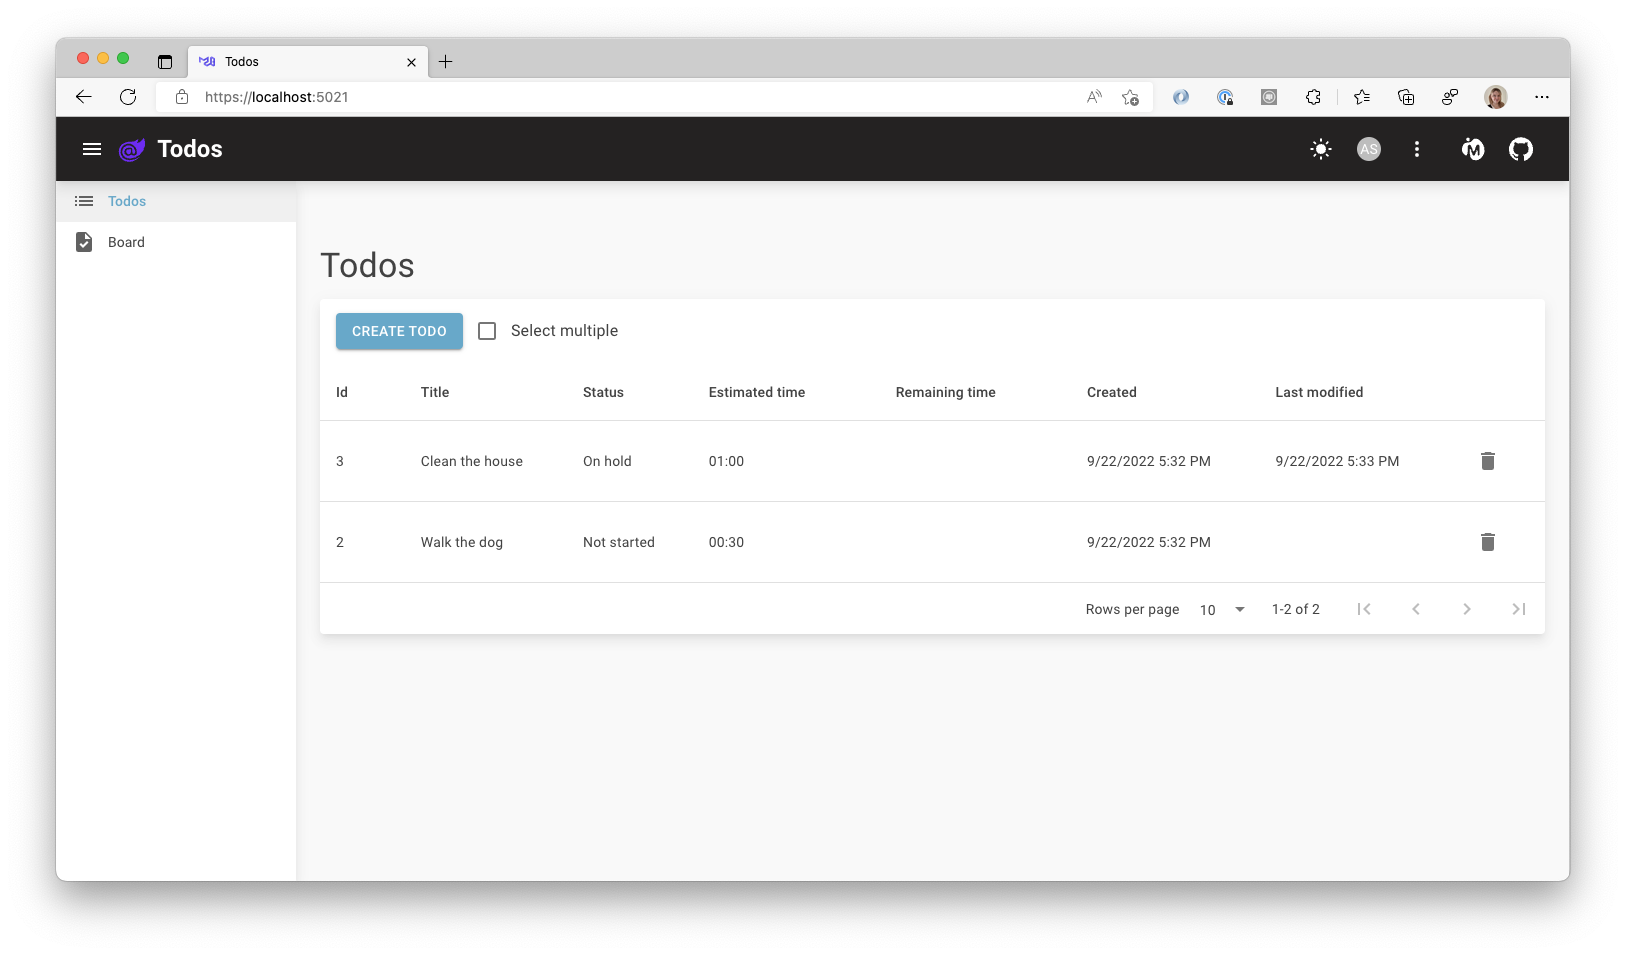 Todos
https://localhost:5021
Todos
AS
Todos
Board
Todos
CREATE TODO Select multiple
Id Title Status Estimated time Remaining time Created Last modified
3 Clean the house On hold 01:00 9/22/2022 5:32 PM 9/22/2022 5:33 PM
2 Walk the dog Not started 00:30 9/22/2022 5:32 PM
Rows per page 10 1-2 of 2